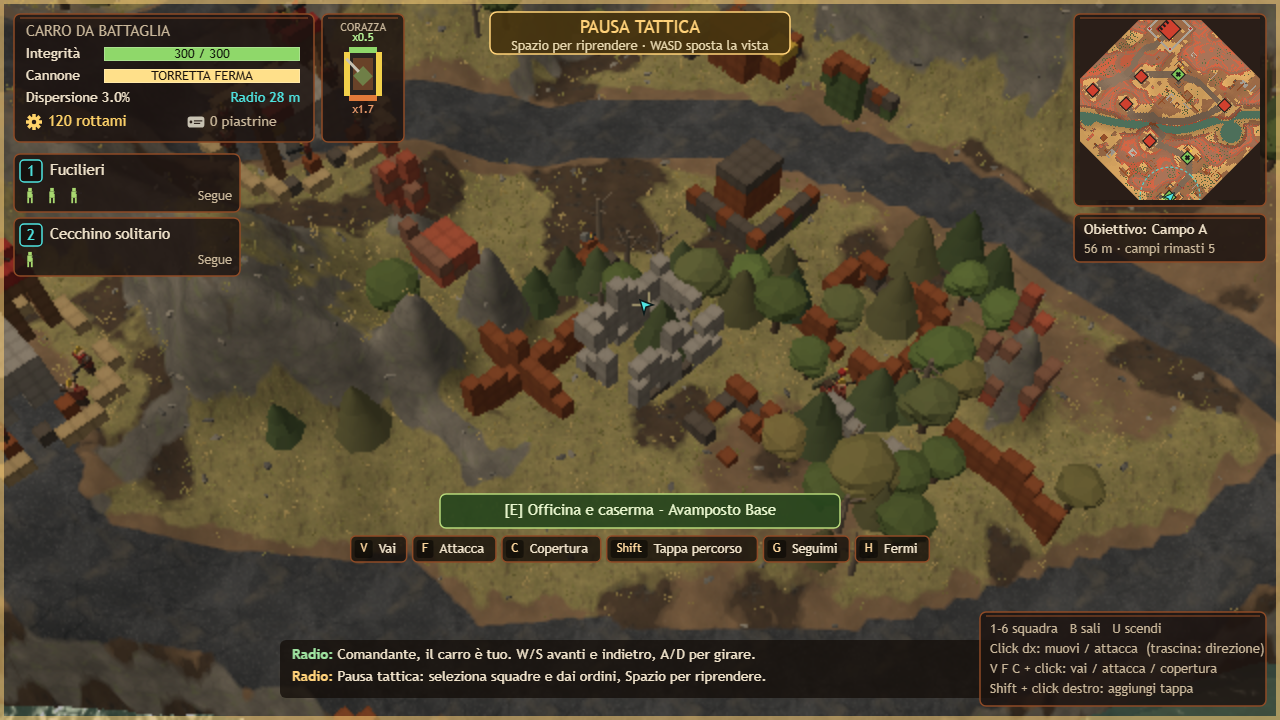 CARRO DA BATTAGLIA
Integrità 300 / 300
Cannone TORRETTA FERMA
Dispersione 3.0% Radio 28 m
120 rottami 0 piastrine
CORAZZA
x0.5
x1.7
PAUSA TATTICA
Spazio per riprendere · WASD sposta la vista
1 Fucilieri
Segue
2 Cecchino solitario
Segue
Obiettivo: Campo A
56 m · campi rimasti 5
[E] Officina e caserma - Avamposto Base
V Vai F Attacca C Copertura Shift Tappa percorso G Seguimi H Fermi
Radio: Comandante, il carro è tuo. W/S avanti e indietro, A/D per girare.
Radio: Pausa tattica: seleziona squadre e dai ordini, Spazio per riprendere.
1-6 squadra B sali U scendi
Click dx: muovi / attacca (trascina: direzione)
V F C + click: vai / attacca / copertura
Shift + click destro: aggiungi tappa